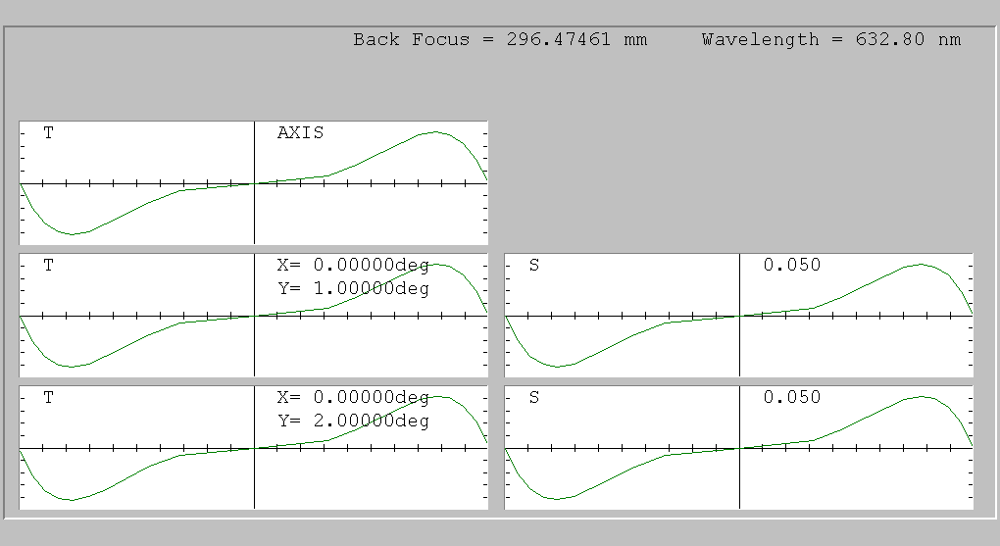 Back Focus = 296.47461 mm Wavelength = 632.80 nm
T AXIS
T X= 0.00000deg
Y= 1.00000deg
S 0.050
T X= 0.00000deg
Y= 2.00000deg
S 0.050